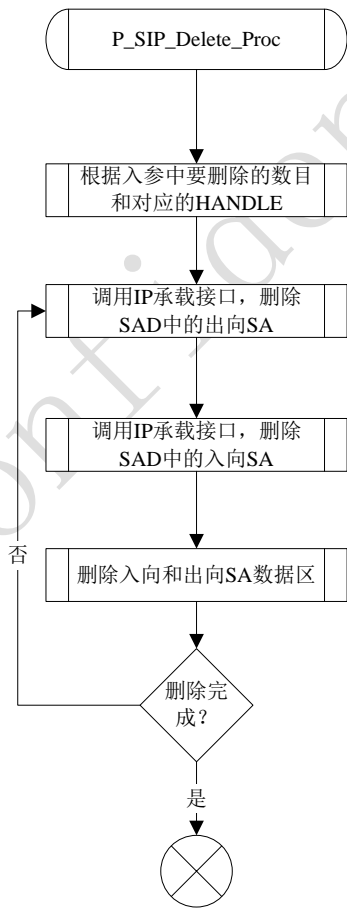 P_SIP_Delete_Proc
根据入参中要删除的数目
和对应的HANDLE
调用IP承载接口，删除
SAD中的出向SA
调用IP承载接口，删除
SAD中的入向SA
删除入向和出向SA数据区
否
删除完
成？
是